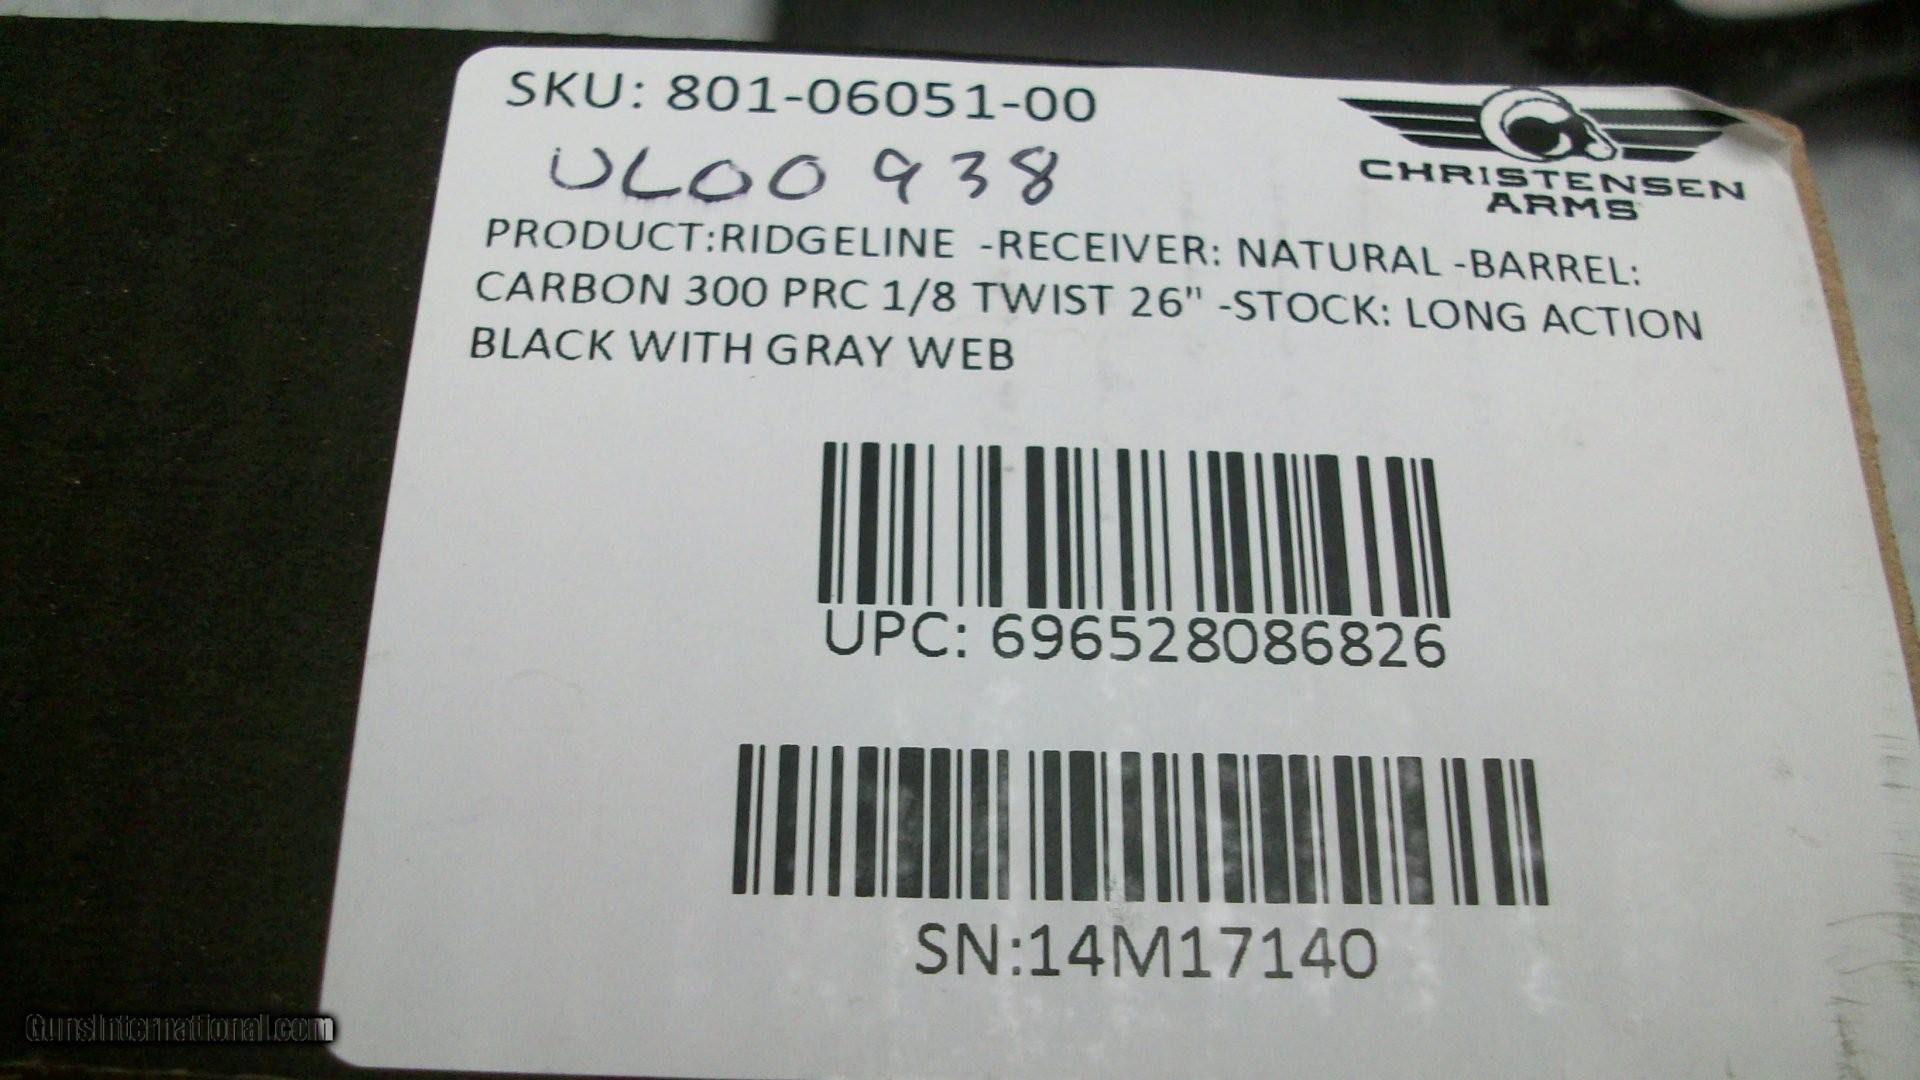 SKU: 801-06051-00
CHRISTENSEN
ARMS
UL00938
PRODUCT:RIDGELINE -RECEIVER: NATURAL -BARREL:
CARBON 300 PRC 1/8 TWIST 26" -STOCK: LONG ACTION
BLACK WITH GRAY WEB
UPC: 696528086826
SN:14M17140
GunsInternational.com